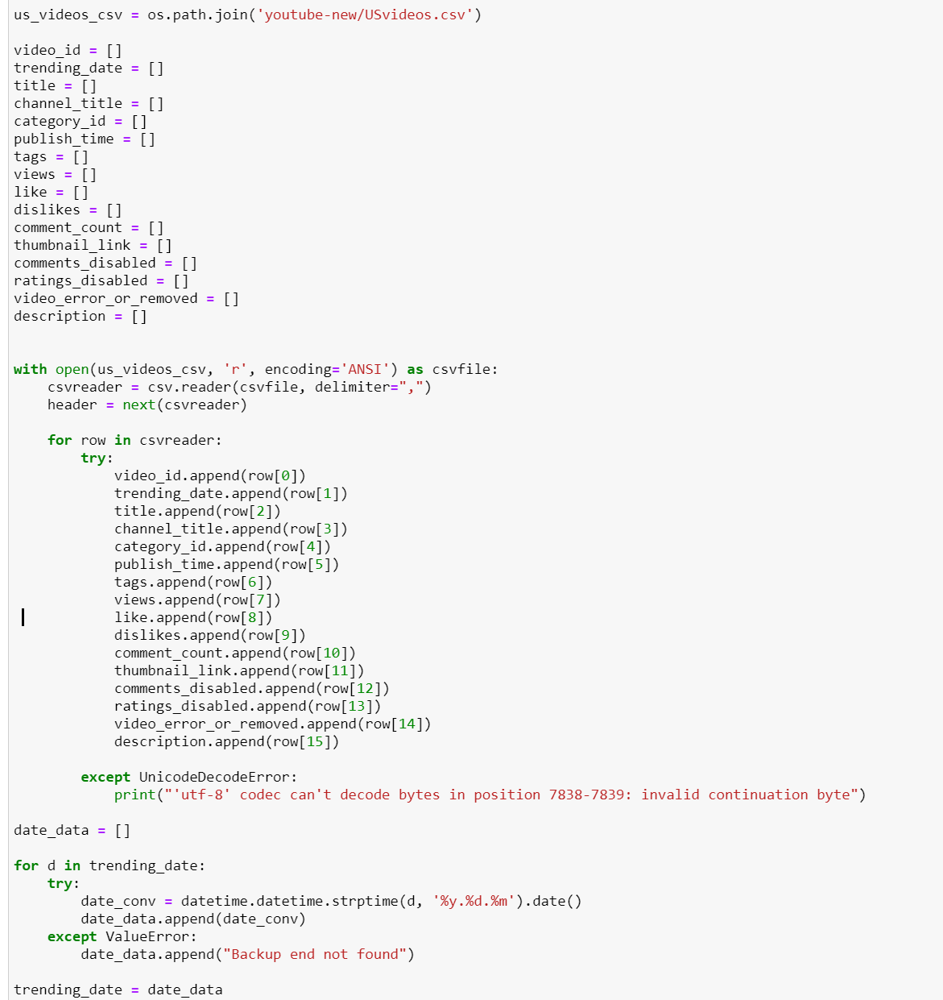 us_videos_csv = os.path.join('youtube-new/USvideos.csv')
video_id = []
trending_date = []
title = []
channel_title = []
category_id = []
publish_time = []
tags = []
views = []
like = []
dislikes = []
comment_count = []
thumbnail_link = []
comments_disabled = []
ratings_disabled = []
video_error_or_removed = []
description = []
with open(us_videos_csv, 'r', encoding='ANSI') as csvfile:
    csvreader = csv.reader(csvfile, delimiter=",")
    header = next(csvreader)
    for row in csvreader:
        try:
            video_id.append(row[0])
            trending_date.append(row[1])
            title.append(row[2])
            channel_title.append(row[3])
            category_id.append(row[4])
            publish_time.append(row[5])
            tags.append(row[6])
            views.append(row[7])
            like.append(row[8])
            dislikes.append(row[9])
            comment_count.append(row[10])
            thumbnail_link.append(row[11])
            comments_disabled.append(row[12])
            ratings_disabled.append(row[13])
            video_error_or_removed.append(row[14])
            description.append(row[15])
        except UnicodeDecodeError:
            print("'utf-8' codec can't decode bytes in position 7838-7839: invalid continuation byte")
date_data = []
for d in trending_date:
    try:
        date_conv = datetime.datetime.strptime(d, '%y.%d.%m').date()
        date_data.append(date_conv)
    except ValueError:
        date_data.append("Backup end not found")
trending_date = date_data